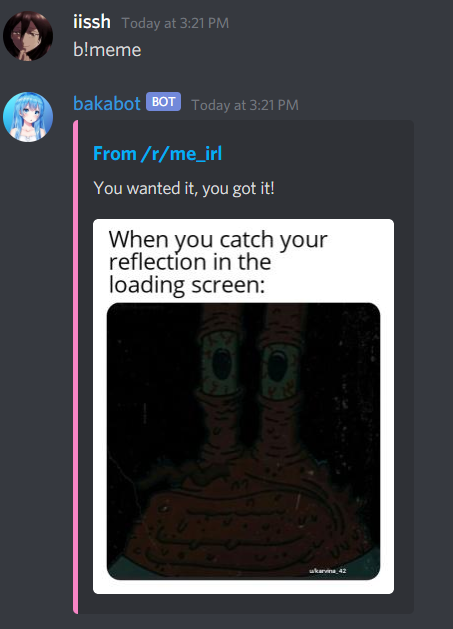 iissh Today at 3:21 PM
b!meme
bakabot BOT Today at 3:21 PM
From /r/me_irl
You wanted it, you got it!
When you catch your
reflection in the
loading screen:
u/karvina_42